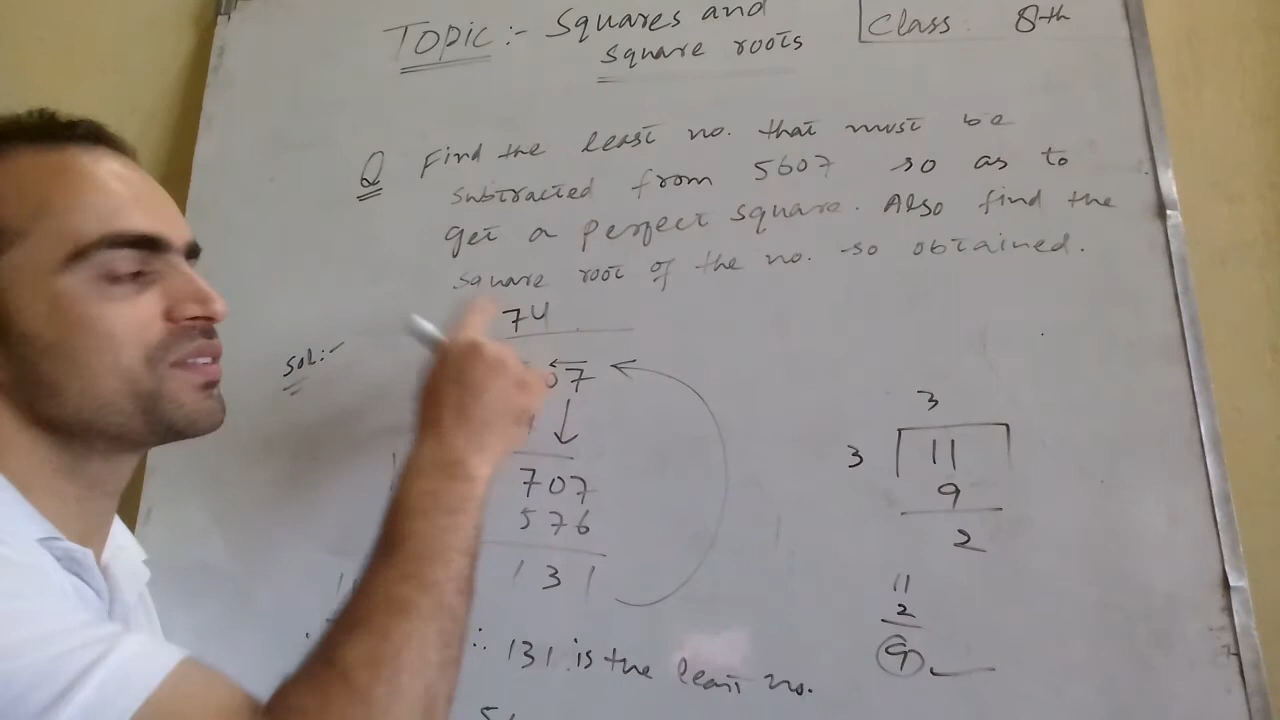 Topic:- Squares and
square roots
Class 8th
Q Find the least no. that must be
subtracted from 5607 so as to
get a perfect square. Also find the
square root of the no. so obtained.
74
Sol:-
07
707
576
131
∴ 131 is the least no.
3
3 11
9
2
11
2
9